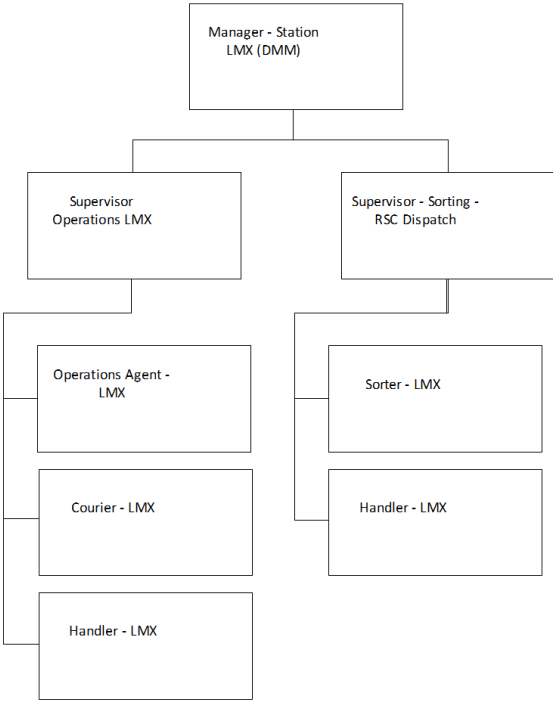 Manager - Station
LMX (DMM)
Supervisor
Operations LMX
Supervisor - Sorting -
RSC Dispatch
Operations Agent -
LMX
Courier - LMX
Handler - LMX
Sorter - LMX
Handler - LMX